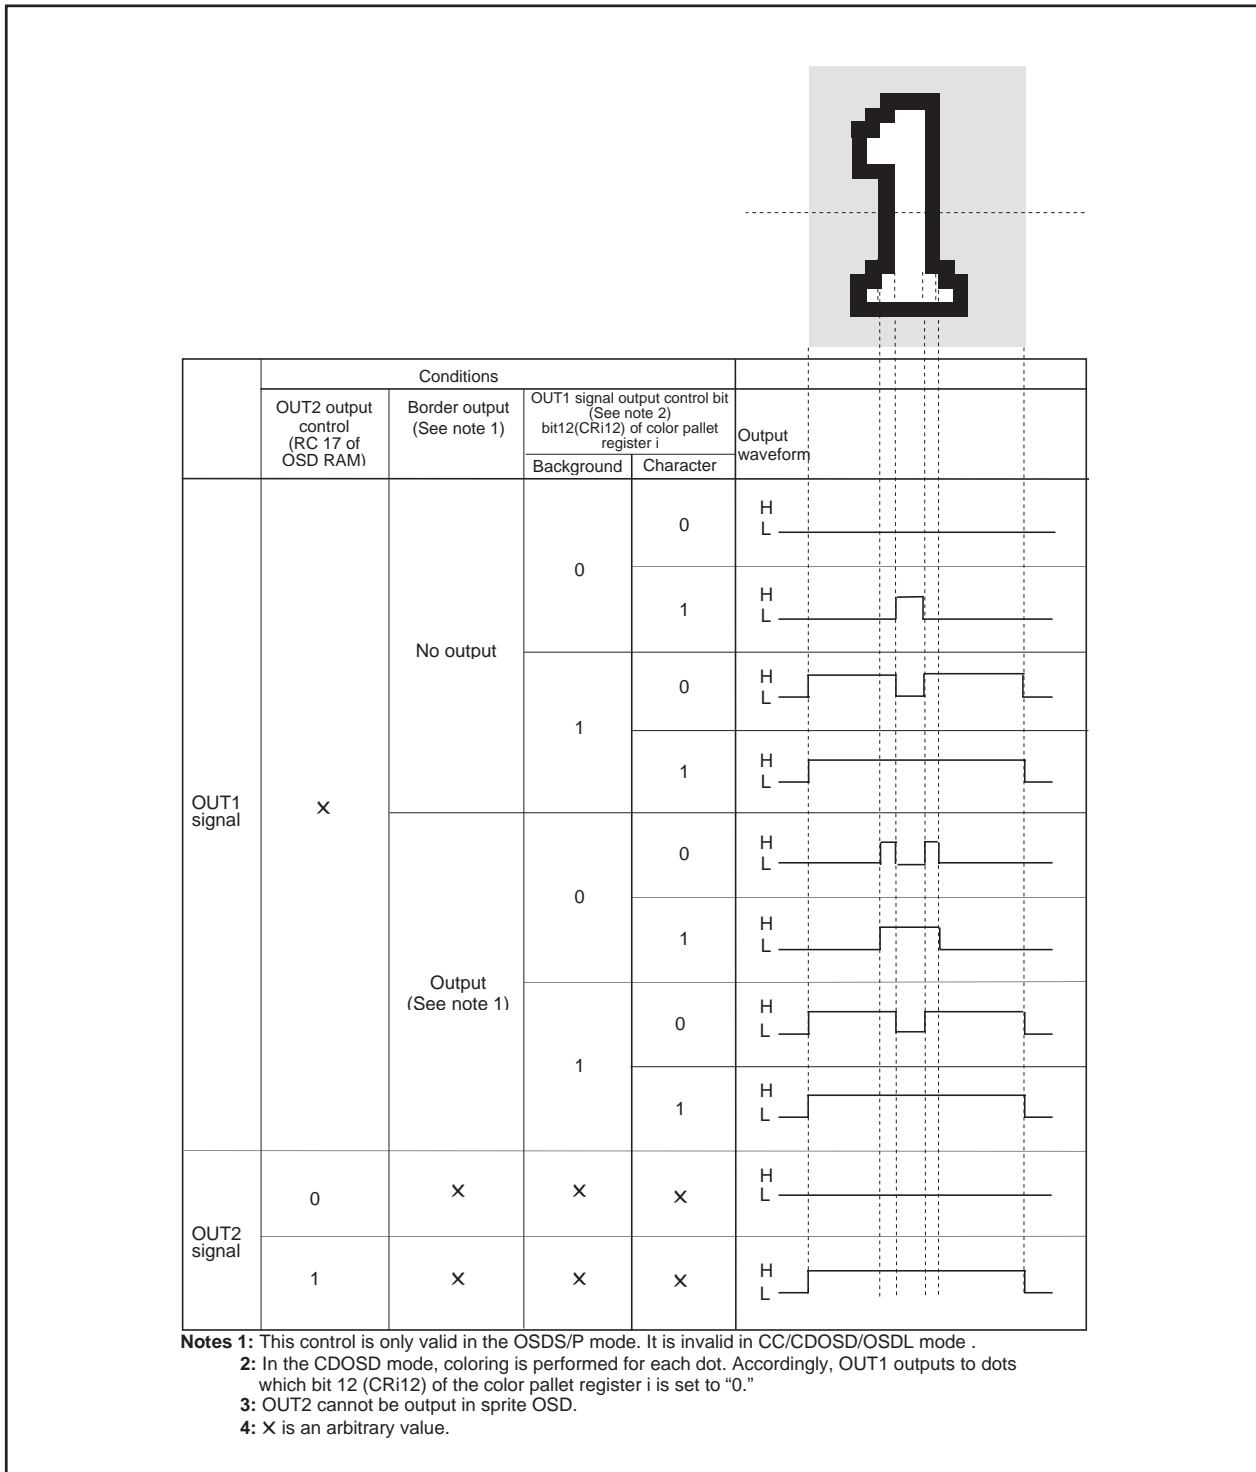 Conditions
OUT2 output
control
(RC 17 of
OSD RAM)
Border output
(See note 1)
OUT1 signal output control bit
(See note 2)
bit12(CRi12) of color pallet
register i
Background
Character
Output
waveform
OUT1
signal
X
No output
0
0
H
L
1
H
L
1
0
H
L
1
H
L
Output
(See note 1)
0
0
H
L
1
H
L
1
0
H
L
1
H
L
OUT2
signal
0
X
X
X
H
L
1
X
X
X
H
L
Notes 1: This control is only valid in the OSDS/P mode. It is invalid in CC/CDOSD/OSDL mode .
2: In the CDOSD mode, coloring is performed for each dot. Accordingly, OUT1 outputs to dots
which bit 12 (CRi12) of the color pallet register i is set to “0.”
3: OUT2 cannot be output in sprite OSD.
4: X is an arbitrary value.